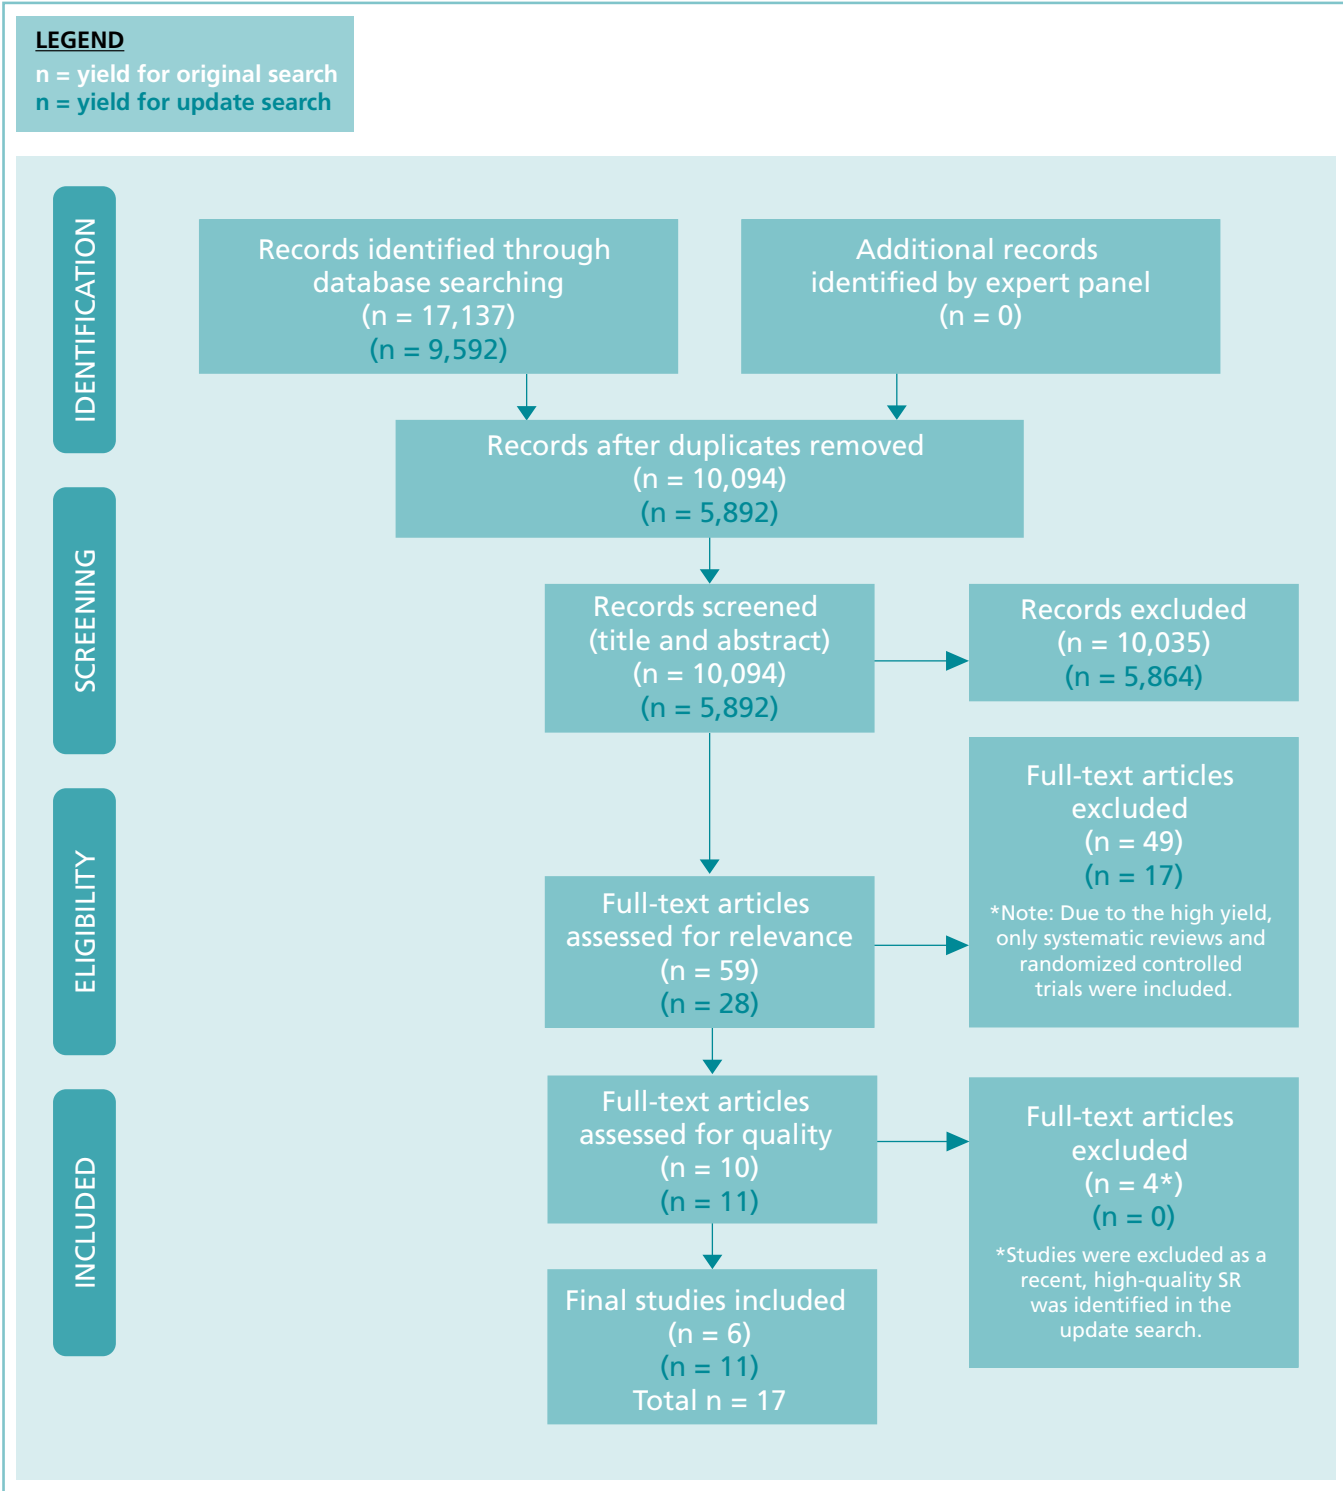 LEGEND
n = yield for original search
n = yield for update search
IDENTIFICATION
Records identified through
database searching
(n = 17,137)
(n = 9,592)
Additional records
identified by expert panel
(n = 0)
Records after duplicates removed
(n = 10,094)
(n = 5,892)
SCREENING
Records screened
(title and abstract)
(n = 10,094)
(n = 5,892)
Records excluded
(n = 10,035)
(n = 5,864)
ELIGIBILITY
Full-text articles
assessed for relevance
(n = 59)
(n = 28)
Full-text articles
excluded
(n = 49)
(n = 17)
*Note: Due to the high yield,
only systematic reviews and
randomized controlled
trials were included.
INCLUDED
Full-text articles
assessed for quality
(n = 10)
(n = 11)
Full-text articles
excluded
(n = 4*)
(n = 0)
*Studies were excluded as a
recent, high-quality SR
was identified in the
update search.
Final studies included
(n = 6)
(n = 11)
Total n = 17